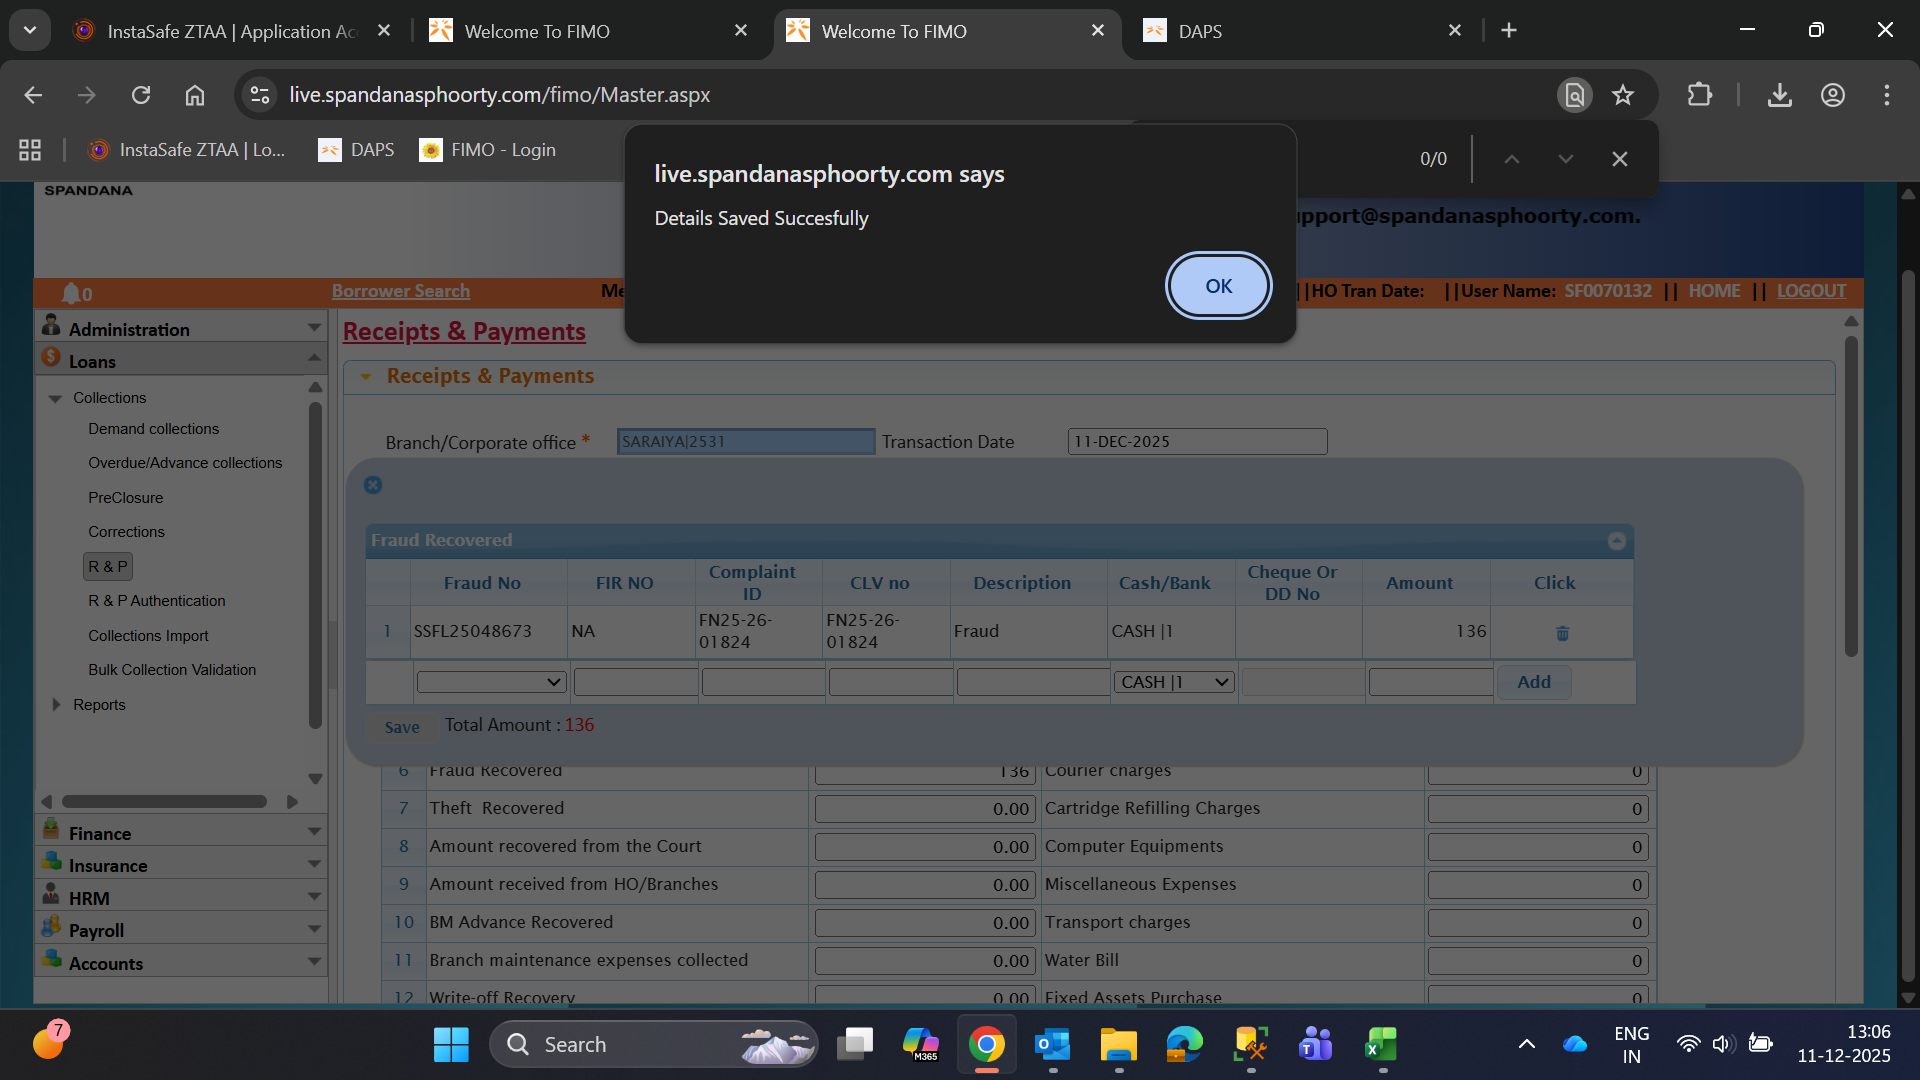 InstaSafe ZTAA | Application Acc
Welcome To FIMO
Welcome To FIMO
DAPS
live.spandanasphoorty.com/fimo/Master.aspx
InstaSafe ZTAA | Lo...
DAPS
FIMO - Login
0/0
live.spandanasphoorty.com says
Details Saved Succesfully
OK
SPANDANA
upport@spandanasphoorty.com.
0
Borrower Search
||HO Tran Date: ||User Name: SF0070132 || HOME || LOGOUT
Administration
Loans
Collections
Demand collections
Overdue/Advance collections
PreClosure
Corrections
R & P
R & P Authentication
Collections Import
Bulk Collection Validation
Reports
Finance
Insurance
HRM
Payroll
Accounts
Receipts & Payments
Receipts & Payments
Branch/Corporate office * SARAIYA|2531 Transaction Date 11-DEC-2025
Fraud Recovered
Fraud No FIR NO Complaint ID CLV no Description Cash/Bank Cheque Or DD No Amount Click
1 SSFL25048673 NA FN25-26-01824 FN25-26-01824 Fraud CASH |1 136
CASH |1 Add
Save Total Amount : 136
6 Fraud Recovered 136 Courier charges 0
7 Theft Recovered 0.00 Cartridge Refilling Charges 0
8 Amount recovered from the Court 0.00 Computer Equipments 0
9 Amount received from HO/Branches 0.00 Miscellaneous Expenses 0
10 BM Advance Recovered 0.00 Transport charges 0
11 Branch maintenance expenses collected 0.00 Water Bill 0
12 Write-off Recovery 0.00 Fixed Assets Purchase 0
7
Search
M365
ENG
IN
13:06
11-12-2025